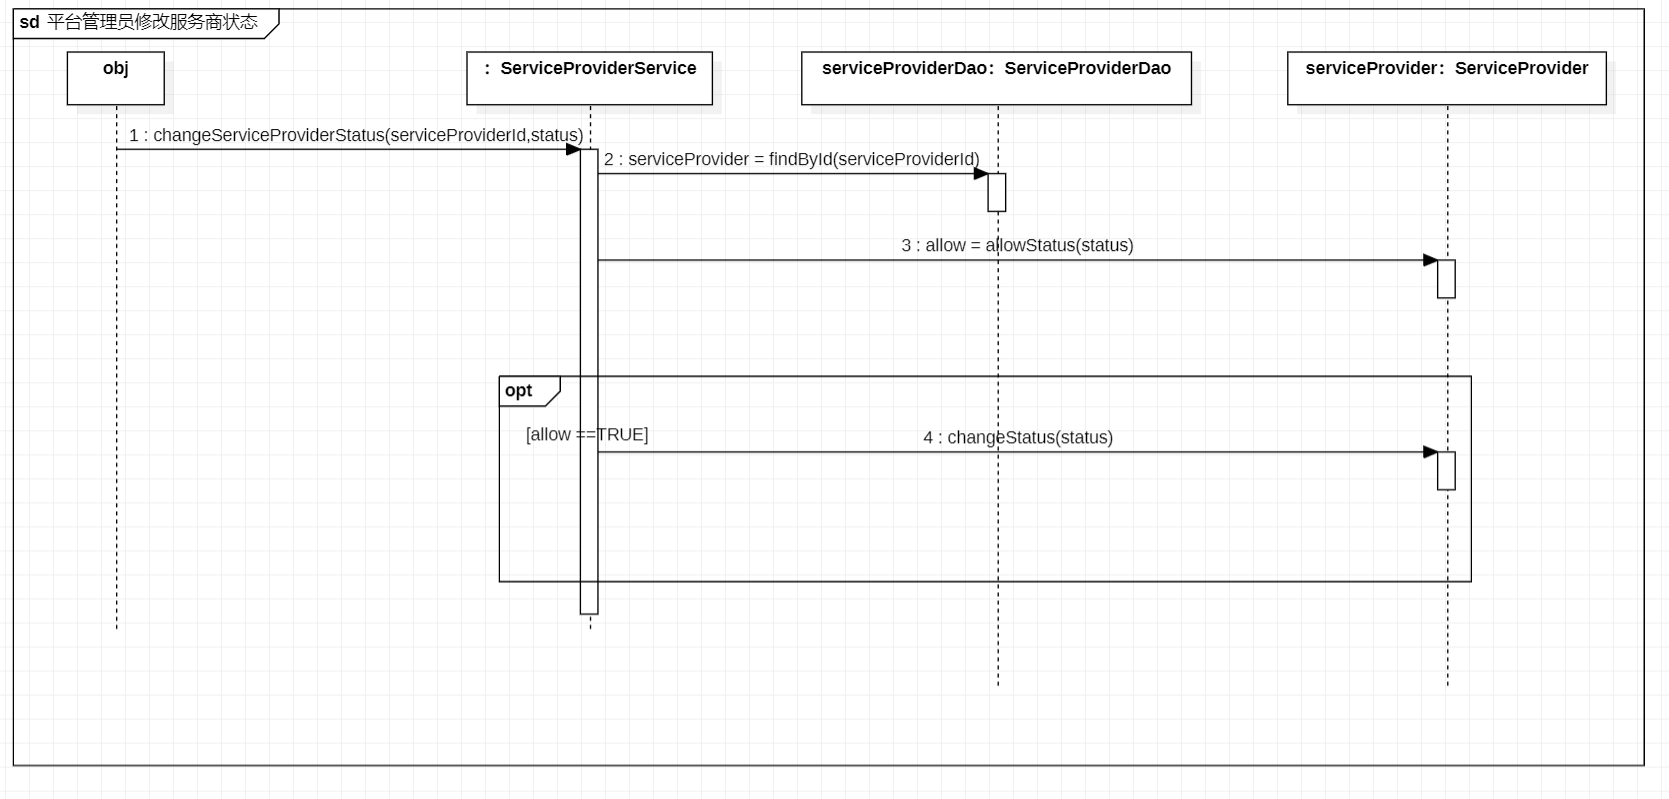 sd 平台管理员修改服务商状态
obj
：ServiceProviderService
serviceProviderDao：ServiceProviderDao
serviceProvider：ServiceProvider
1 : changeServiceProviderStatus(serviceProviderId,status)
2 : serviceProvider = findById(serviceProviderId)
3 : allow = allowStatus(status)
opt
[allow ==TRUE]
4 : changeStatus(status)